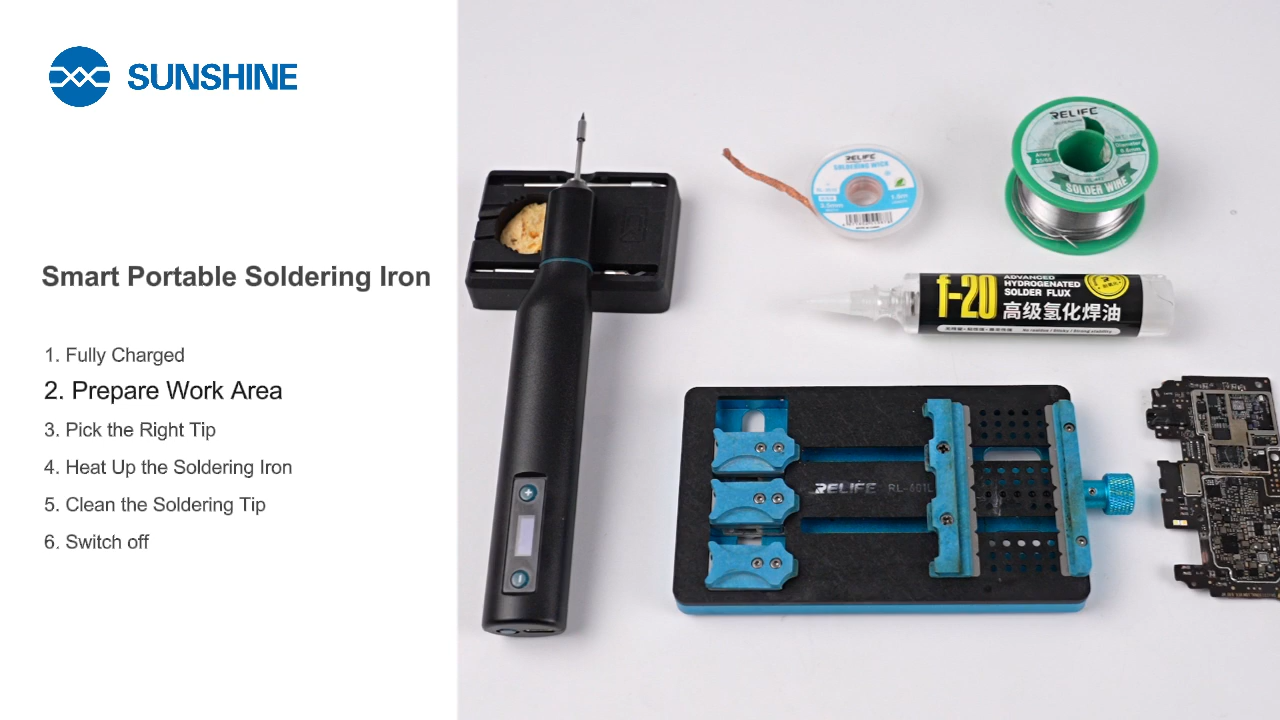 SUNSHINE
Smart Portable Soldering Iron
1. Fully Charged
2. Prepare Work Area
3. Pick the Right Tip
4. Heat Up the Soldering Iron
5. Clean the Soldering Tip
6. Switch off
RELIFE
SOLDERING WICK
RELIFE
SOLDER WIRE
f-20
ADVANCED
HYDROGENATED
SOLDER FLUX
高级氢化焊油
RELIFE RL-601L